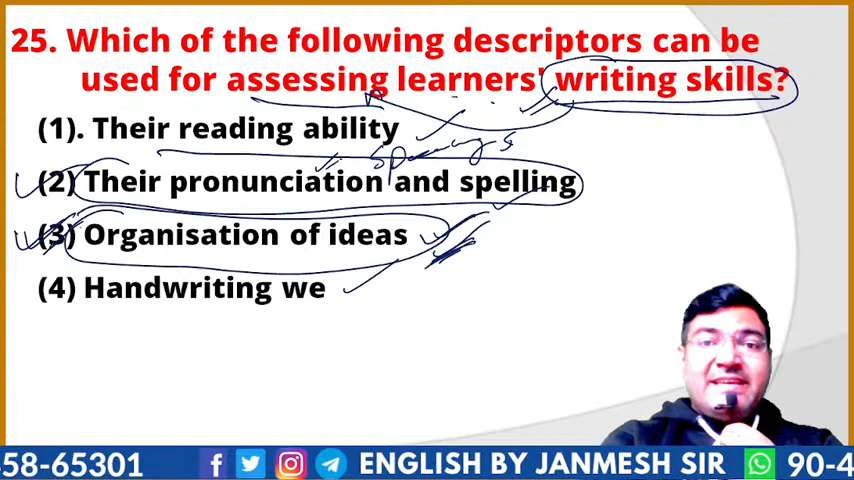 25. Which of the following descriptors can be
used for assessing learners' writing skills?
(1). Their reading ability
(2) Their pronunciation and spelling
(3) Organisation of ideas
(4) Handwriting we
58-65301 ENGLISH BY JANMESH SIR 90-4